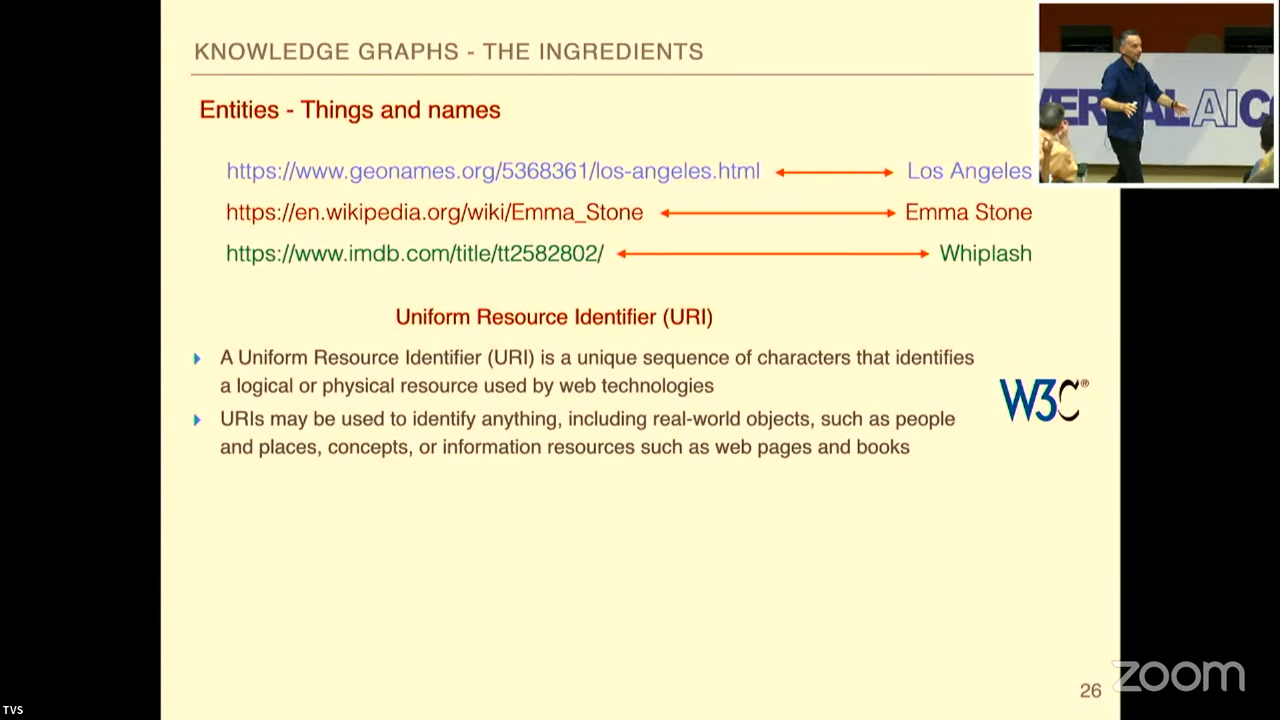 KNOWLEDGE GRAPHS - THE INGREDIENTS
Entities - Things and names
https://www.geonames.org/5368361/los-angeles.html Los Angeles
https://en.wikipedia.org/wiki/Emma_Stone Emma Stone
https://www.imdb.com/title/tt2582802/ Whiplash
Uniform Resource Identifier (URI)
A Uniform Resource Identifier (URI) is a unique sequence of characters that identifies
a logical or physical resource used by web technologies
URIs may be used to identify anything, including real-world objects, such as people
and places, concepts, or information resources such as web pages and books
W3C®
26
zoom
TVS